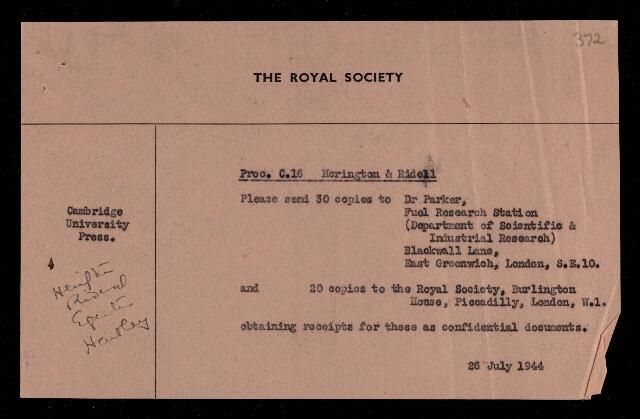 372
THE ROYAL SOCIETY
Cambridge
University
Press.
Proc. C.16 Herington & Ridell
Please send 30 copies to Dr Parker,
Fuel Research Station
(Department of Scientific &
Industrial Research)
Blackwall Lane,
East Greenwich, London, S.E.10.
and 20 copies to the Royal Society, Burlington
House, Piccadilly, London, W.1.
obtaining receipts for these as confidential documents.
26 July 1944